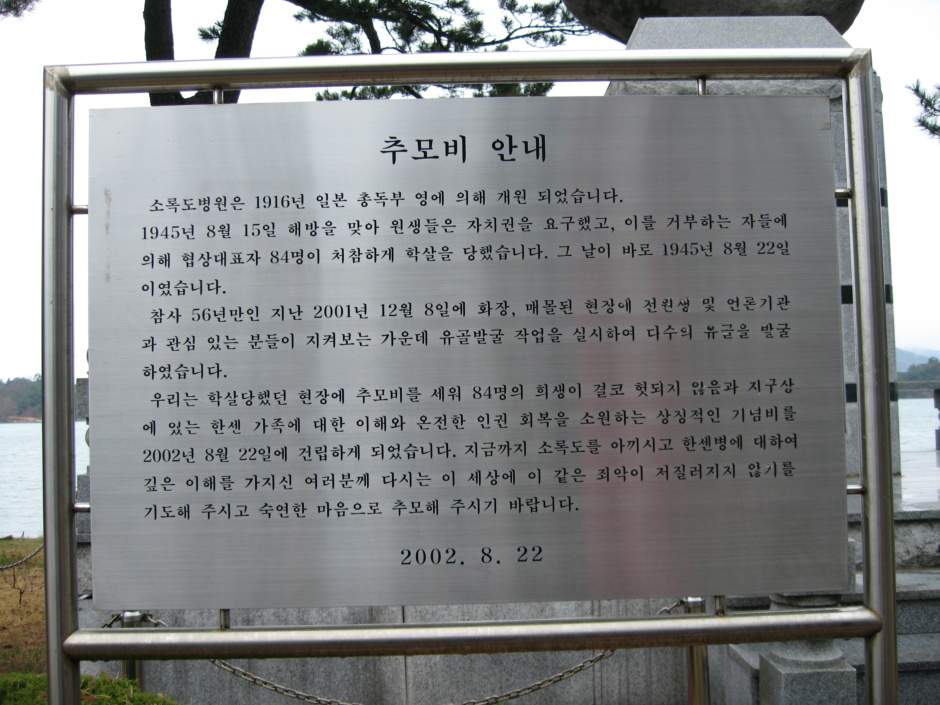 추모비 안내
소록도병원은 1916년 일본 총독부 영에 의해 개원 되었습니다.
1945년 8월 15일 해방을 맞아 원생들은 자치권을 요구했고, 이를 거부하는 자들에
의해 협상대표자 84명이 처참하게 학살을 당했습니다. 그 날이 바로 1945년 8월 22일
이였습니다.
참사 56년만인 지난 2001년 12월 8일에 화장, 매몰된 현장에 전원생 및 언론기관
과 관심 있는 분들이 지켜보는 가운데 유골발굴 작업을 실시하여 다수의 유골을 발굴
하였습니다.
우리는 학살당했던 현장에 추모비를 세워 84명의 희생이 결코 헛되지 않음과 지구상
에 있는 한센 가족에 대한 이해와 온전한 인권 회복을 소원하는 상징적인 기념비를
2002년 8월 22일에 건립하게 되었습니다. 지금까지 소록도를 아끼시고 한센병에 대하여
깊은 이해를 가지신 여러분께 다시는 이 세상에 이 같은 죄악이 저질러지지 않기를
기도해 주시고 숙연한 마음으로 추모해 주시기 바랍니다.
2002. 8. 22